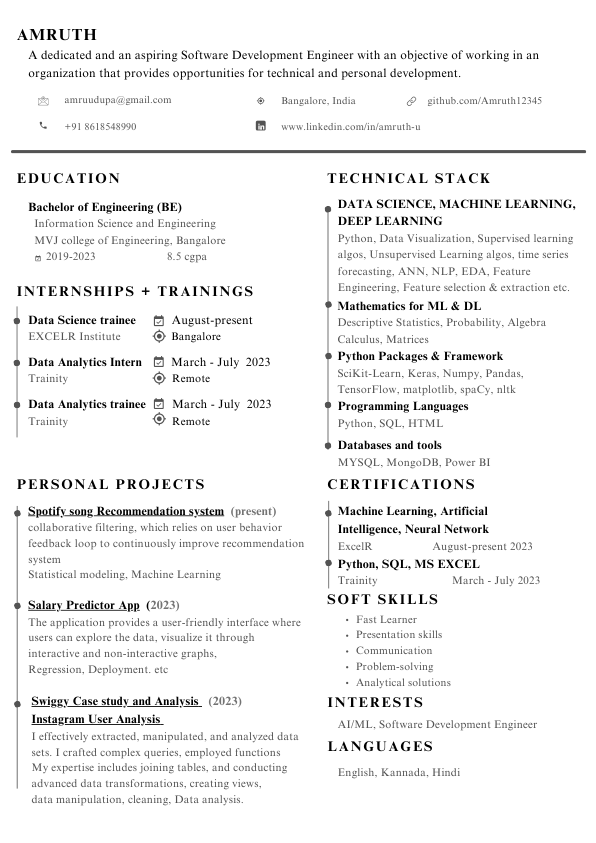 AMRUTH
A dedicated and an aspiring Software Development Engineer with an objective of working in an
organization that provides opportunities for technical and personal development.
amruudupa@gmail.com
Bangalore, India
github.com/Amruth12345
+91 8618548990
www.linkedin.com/in/amruth-u
EDUCATION
Bachelor of Engineering (BE)
Information Science and Engineering
MVJ college of Engineering, Bangalore
2019-2023 8.5 cgpa
INTERNSHIPS + TRAININGS
Data Science trainee August-present
EXCELR Institute Bangalore
Data Analytics Intern March - July 2023
Trainity Remote
Data Analytics trainee March - July 2023
Trainity Remote
PERSONAL PROJECTS
Spotify song Recommendation system (present)
collaborative filtering, which relies on user behavior
feedback loop to continuously improve recommendation
system
Statistical modeling, Machine Learning
Salary Predictor App (2023)
The application provides a user-friendly interface where
users can explore the data, visualize it through
interactive and non-interactive graphs,
Regression, Deployment. etc
Swiggy Case study and Analysis (2023)
Instagram User Analysis
I effectively extracted, manipulated, and analyzed data
sets. I crafted complex queries, employed functions
My expertise includes joining tables, and conducting
advanced data transformations, creating views,
data manipulation, cleaning, Data analysis.
TECHNICAL STACK
DATA SCIENCE, MACHINE LEARNING,
DEEP LEARNING
Python, Data Visualization, Supervised learning
algos, Unsupervised Learning algos, time series
forecasting, ANN, NLP, EDA, Feature
Engineering, Feature selection & extraction etc.
Mathematics for ML & DL
Descriptive Statistics, Probability, Algebra
Calculus, Matrices
Python Packages & Framework
SciKit-Learn, Keras, Numpy, Pandas,
TensorFlow, matplotlib, spaCy, nltk
Programming Languages
Python, SQL, HTML
Databases and tools
MYSQL, MongoDB, Power BI
CERTIFICATIONS
Machine Learning, Artificial
Intelligence, Neural Network
ExcelR August-present 2023
Python, SQL, MS EXCEL
Trainity March - July 2023
SOFT SKILLS
• Fast Learner
• Presentation skills
• Communication
• Problem-solving
• Analytical solutions
INTERESTS
AI/ML, Software Development Engineer
LANGUAGES
English, Kannada, Hindi